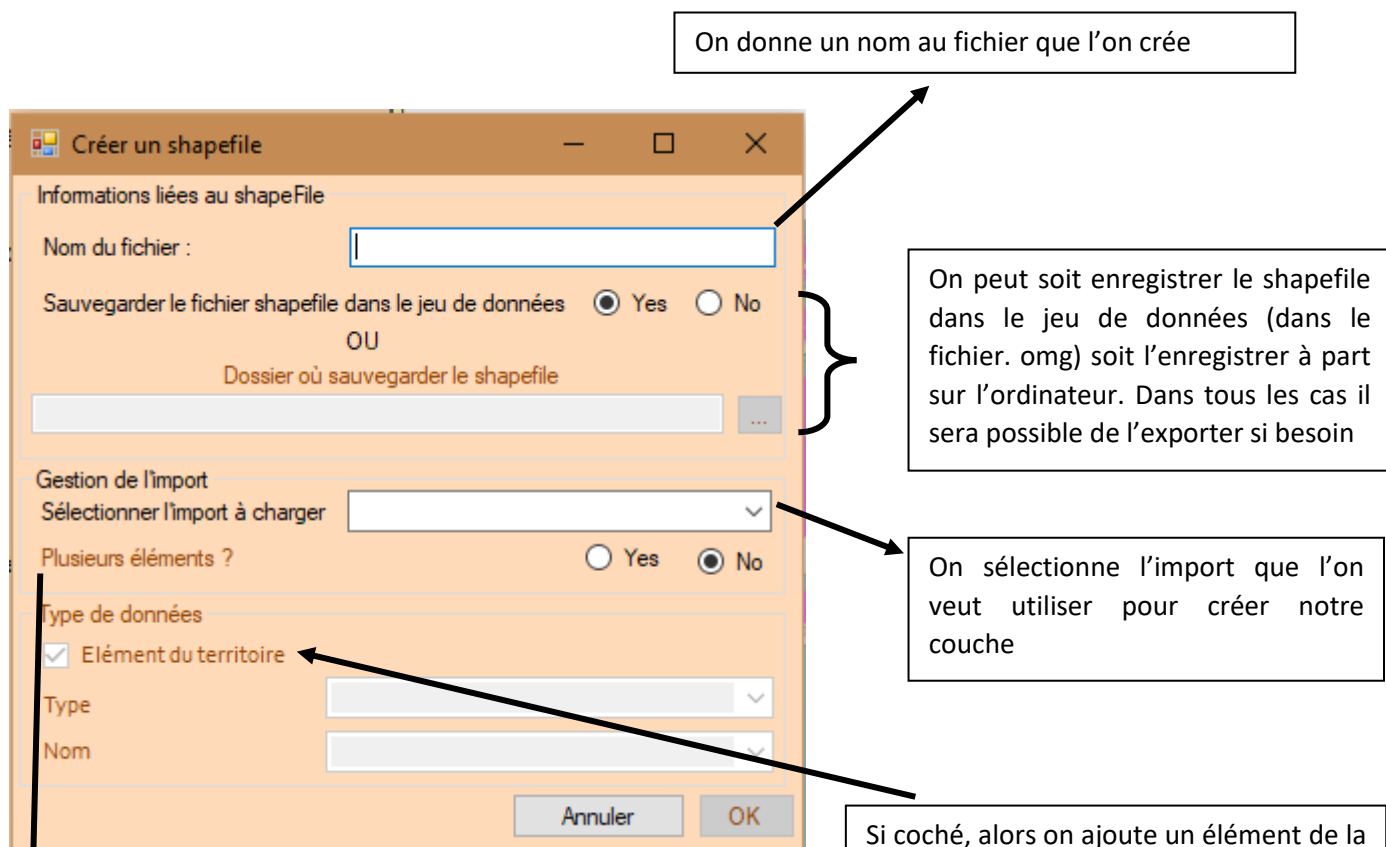 On donne un nom au fichier que l’on crée
Créer un shapefile
Informations liées au shapeFile
Nom du fichier :
Sauvegarder le fichier shapefile dans le jeu de données Yes No
OU
Dossier où sauvegarder le shapefile
...
On peut soit enregistrer le shapefile
dans le jeu de données (dans le
fichier. omg) soit l’enregistrer à part
sur l’ordinateur. Dans tous les cas il
sera possible de l’exporter si besoin
Gestion de l'import
Sélectionner l'import à charger
Plusieurs éléments ? Yes No
On sélectionne l’import que l’on
veut utiliser pour créer notre
couche
Type de données
Elément du territoire
Type
Nom
Annuler OK
Si coché, alors on ajoute un élément de la